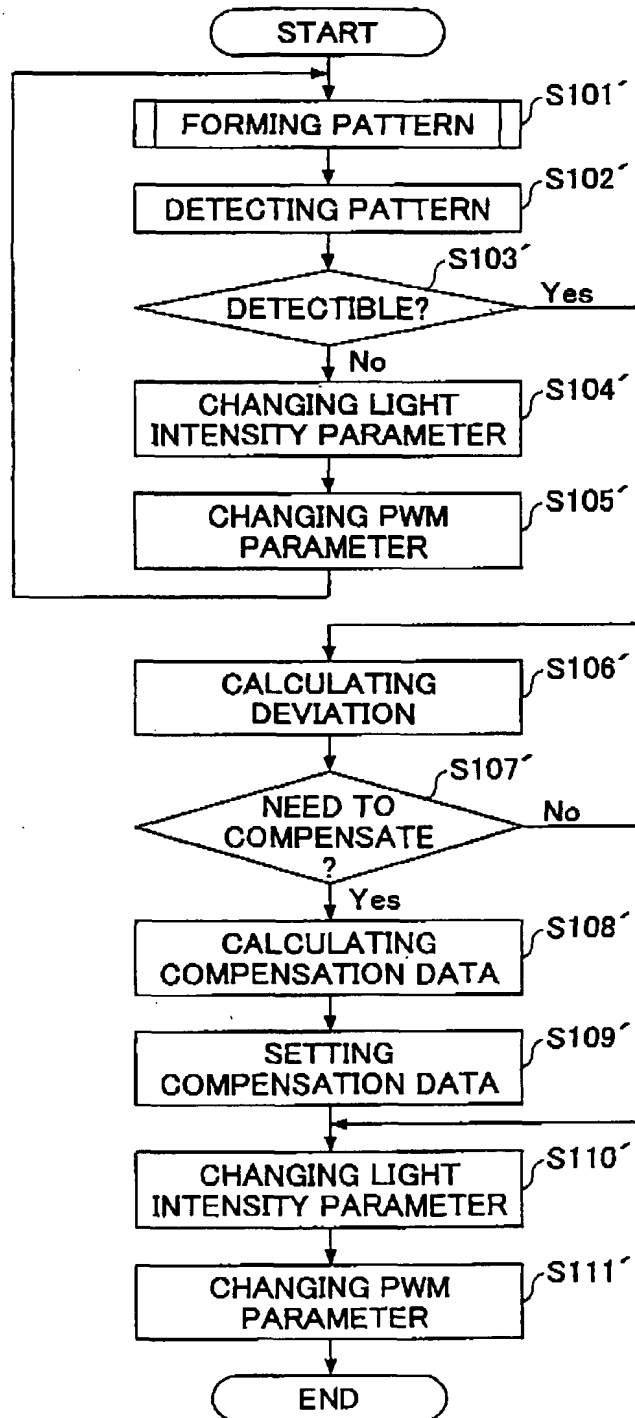 START
FORMING PATTERN
S101´
DETECTING PATTERN
S102´
S103´
DETECTIBLE?
Yes
No
CHANGING LIGHT
INTENSITY PARAMETER
S104´
CHANGING PWM
PARAMETER
S105´
CALCULATING
DEVIATION
S106´
S107´
NEED TO
COMPENSATE
?
No
Yes
CALCULATING
COMPENSATION DATA
S108´
SETTING
COMPENSATION DATA
S109´
CHANGING LIGHT
INTENSITY PARAMETER
S110´
CHANGING PWM
PARAMETER
S111´
END